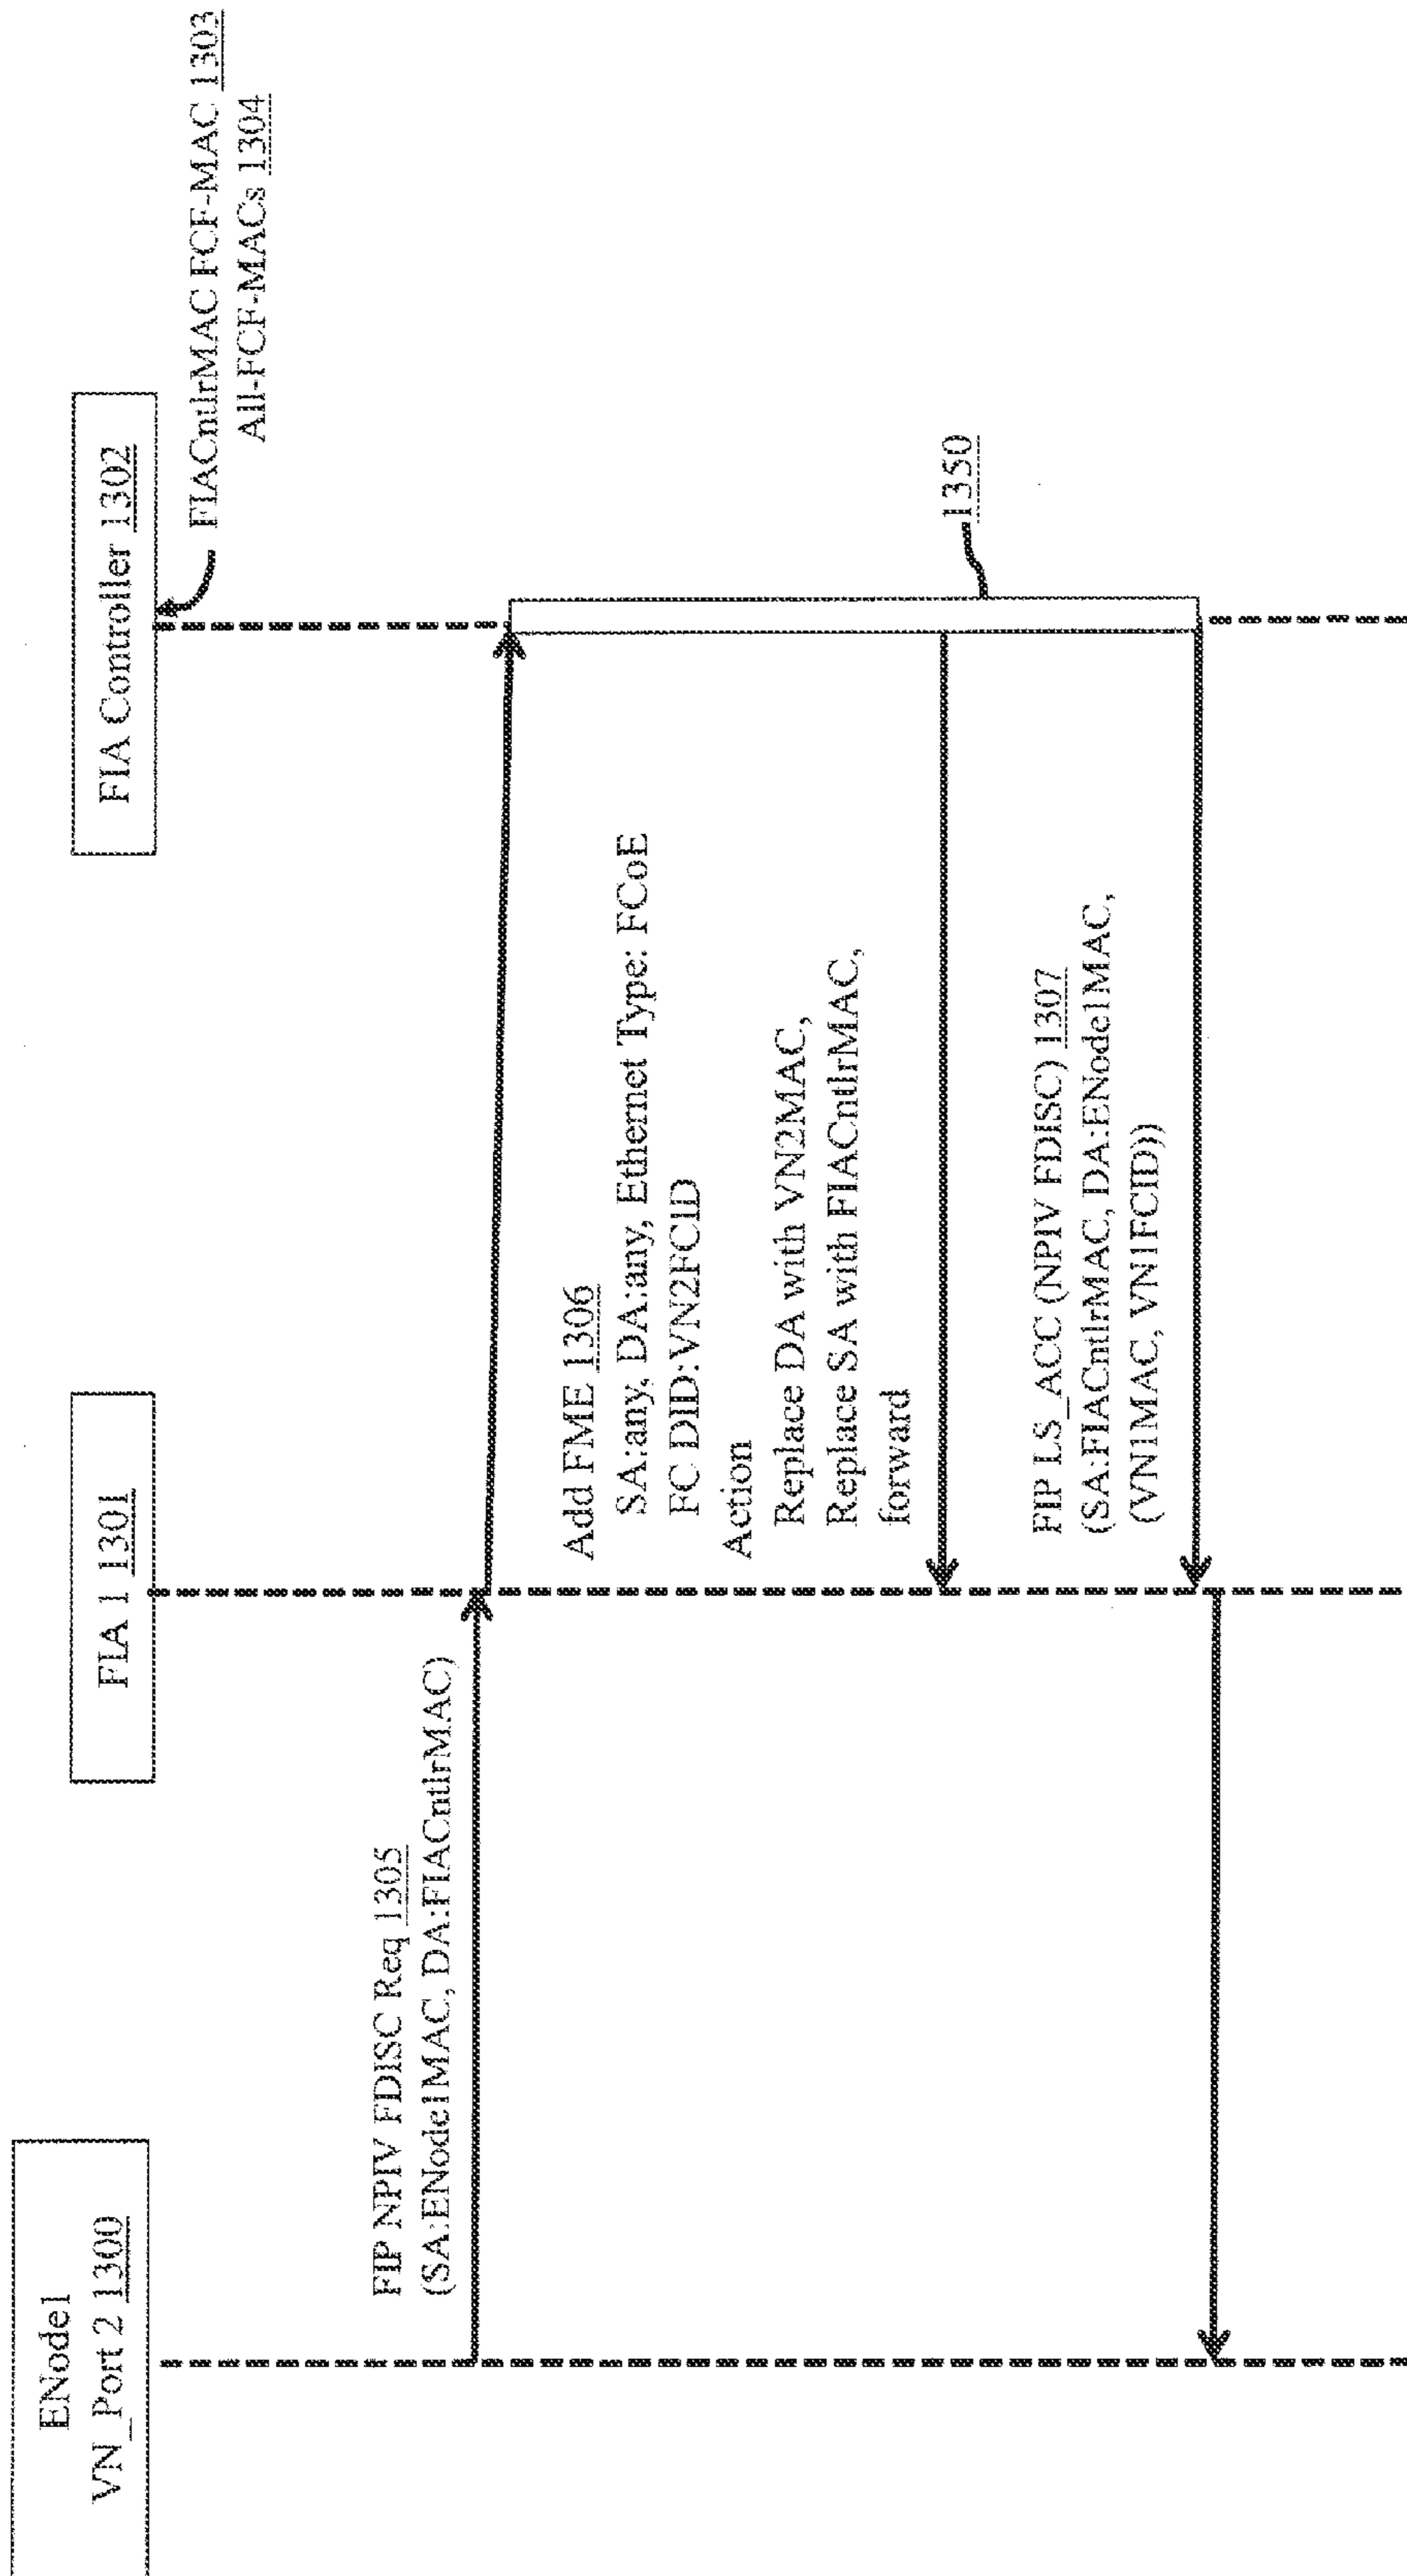 ENode1
VN_Port 2 1300
FIA 1 1301
FIA Controller 1302
FIACntlrMAC FCF-MAC 1303
All-FCF-MACs 1304
FIP NPIV FDISC Req 1305
(SA:ENode1MAC, DA:FIACntlrMAC)
Add FME 1306
SA:any, DA:any, Ethernet Type: FCoE
FC DID:VN2FCID
Action
Replace DA with VN2MAC,
Replace SA with FIACntlrMAC,
forward
1350
FIP LS_ACC (NPIV FDISC) 1307
(SA:FIACntlrMAC, DA:ENode1MAC,
(VN1MAC, VN1FCID))